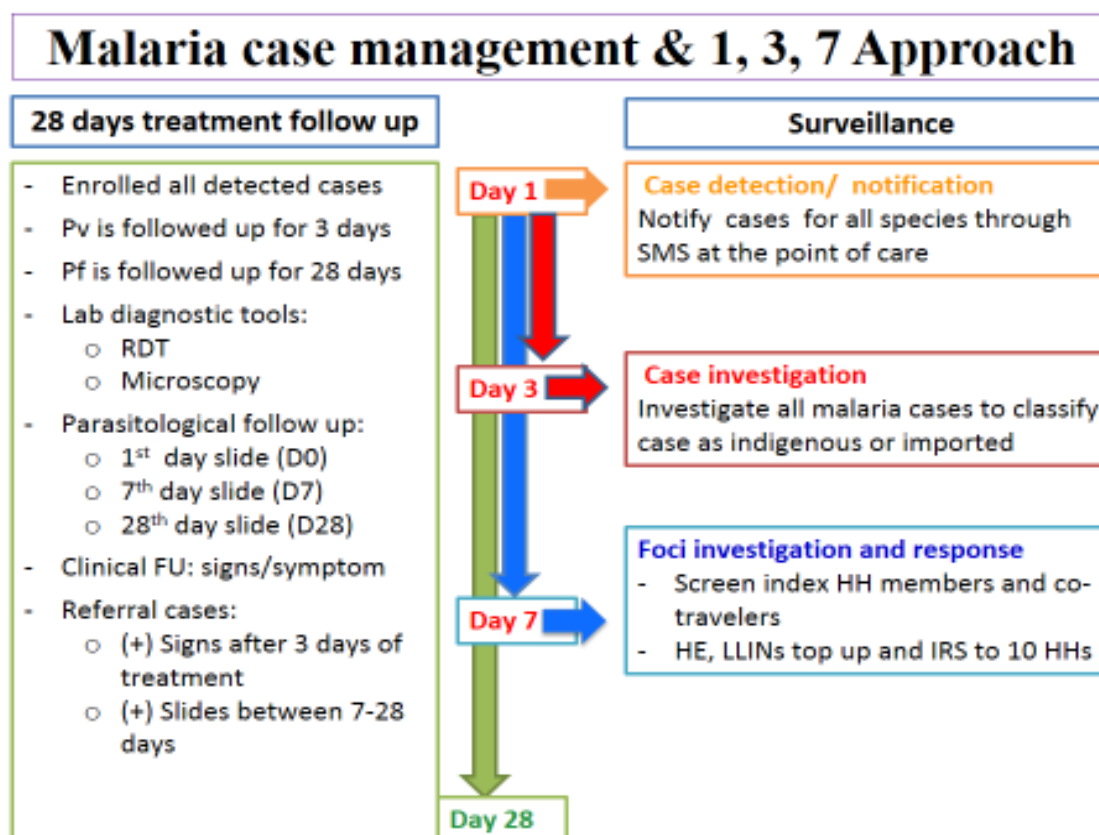 Malaria case management & 1, 3, 7 Approach
28 days treatment follow up
- Enrolled all detected cases
- Pv is followed up for 3 days
- Pf is followed up for 28 days
- Lab diagnostic tools:
o RDT
o Microscopy
- Parasitological follow up:
o 1st day slide (D0)
o 7th day slide (D7)
o 28th day slide (D28)
- Clinical FU: signs/symptom
- Referral cases:
o (+) Signs after 3 days of
treatment
o (+) Slides between 7-28
days
Day 1
Day 3
Day 7
Day 28
Surveillance
Case detection/ notification
Notify cases for all species through
SMS at the point of care
Case investigation
Investigate all malaria cases to classify
case as indigenous or imported
Foci investigation and response
- Screen index HH members and co-
travelers
- HE, LLINs top up and IRS to 10 HHs